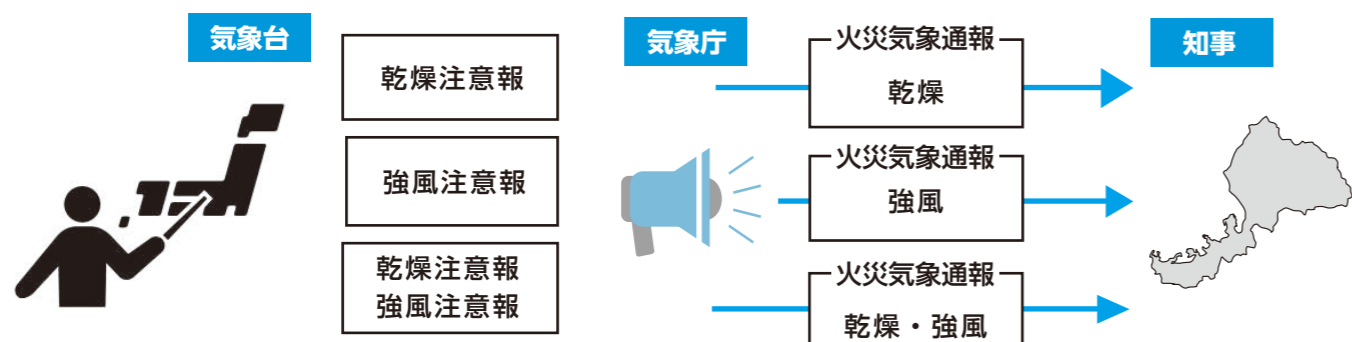 気象台
乾燥注意報
強風注意報
乾燥注意報
強風注意報
気象庁
火災気象通報
乾燥
火災気象通報
強風
火災気象通報
乾燥・強風
知事